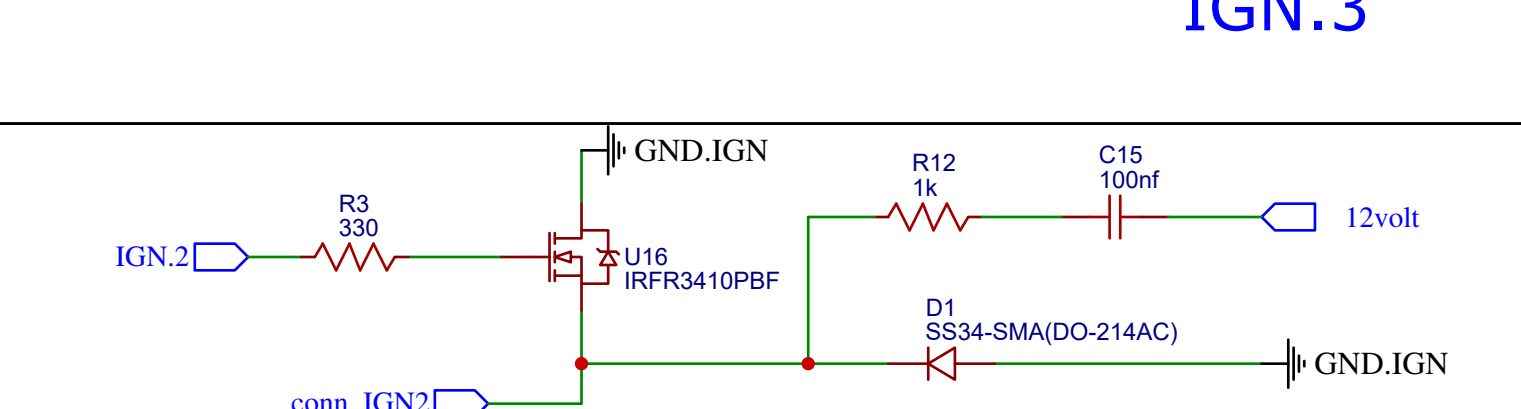 IGN.3
GND.IGN
R12
1k
C15
100nf
R3
330
12volt
IGN.2
U16
IRFR3410PBF
D1
SS34-SMA(DO-214AC)
GND.IGN
conn_IGN2